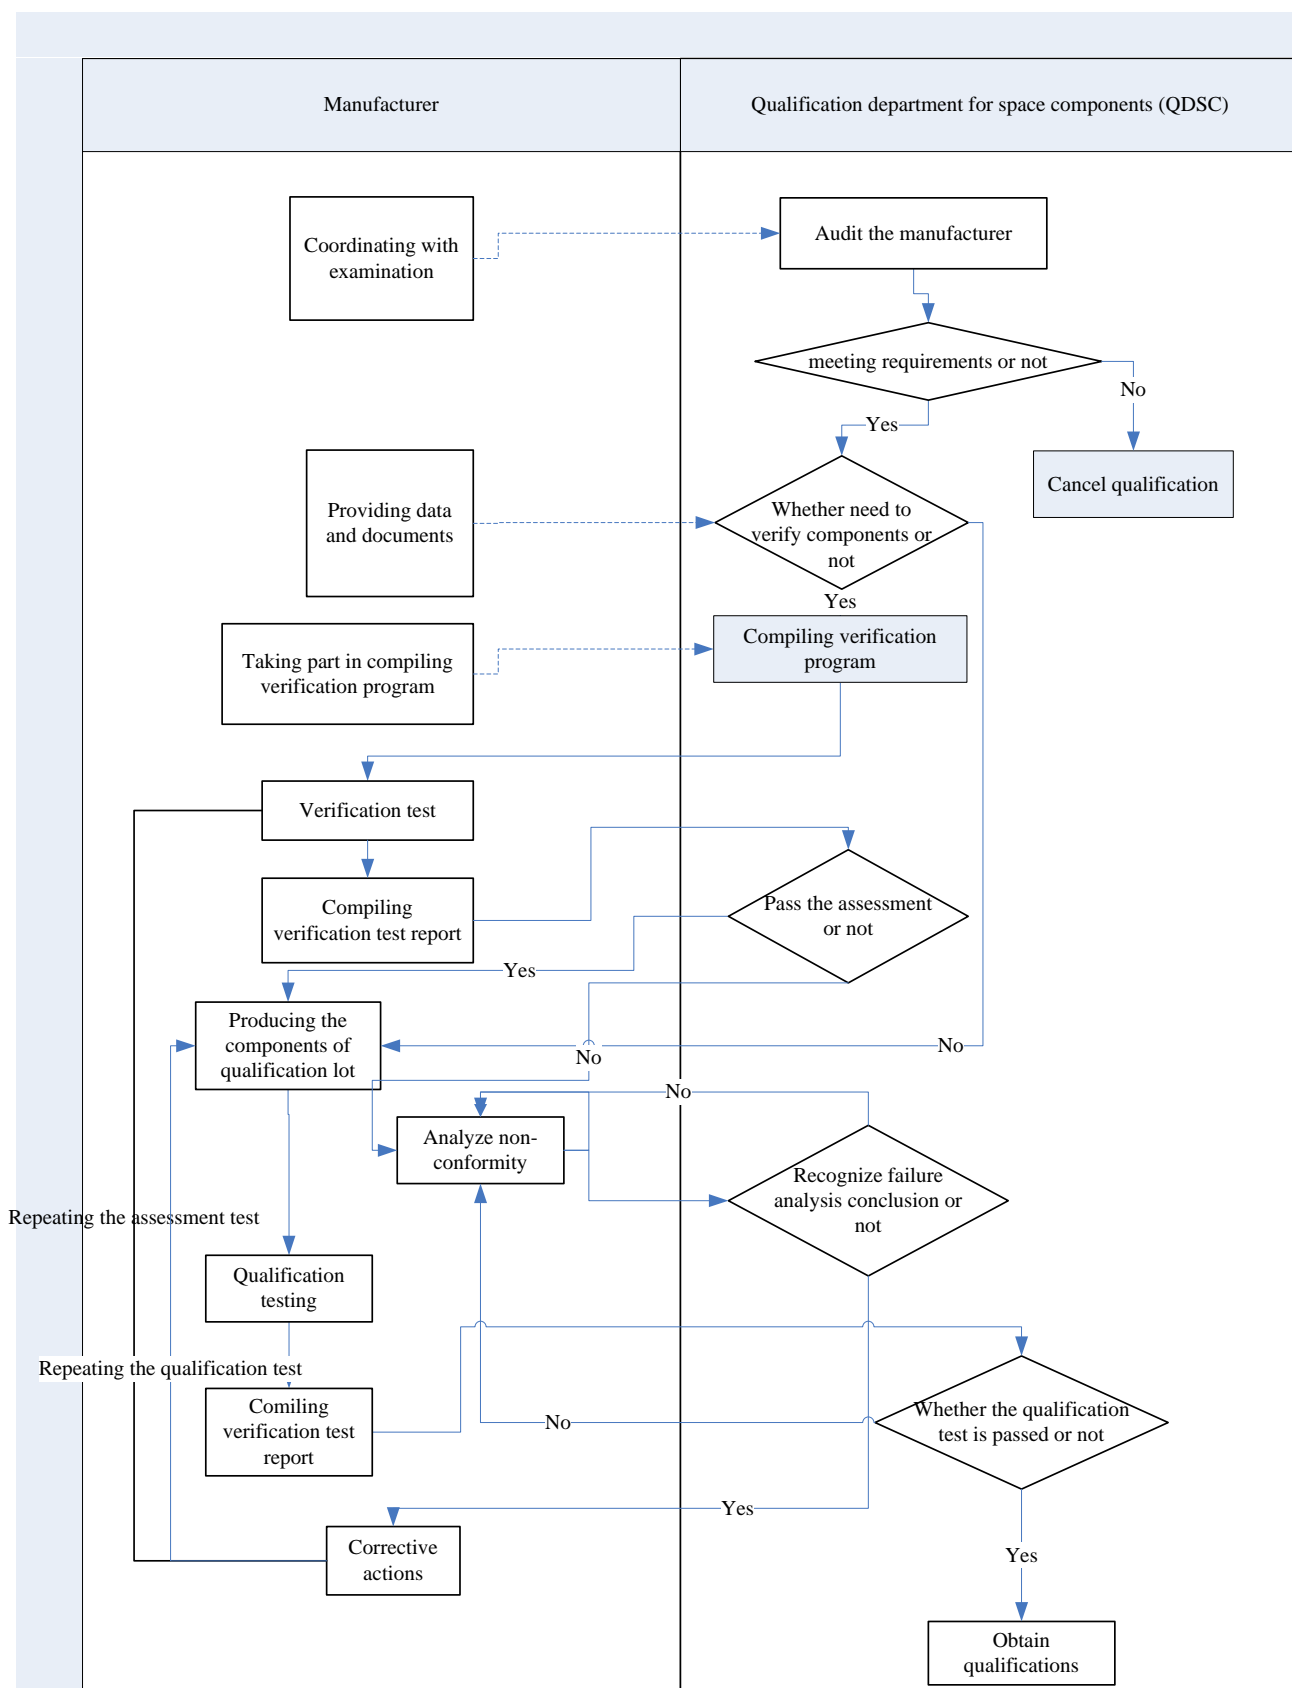 Manufacturer
Qualification department for space components (QDSC)
Coordinating with
examination
Audit the manufacturer
meeting requirements or not
No
Yes
Cancel qualification
Providing data
and documents
Whether need to
verify components or
not
Yes
Taking part in compiling
verification program
Compiling verification
program
Verification test
Compiling
verification test report
Pass the assessment
or not
Yes
Producing the
components of
qualification lot
No
No
No
Analyze non-
conformity
Recognize failure
analysis conclusion or
not
Repeating the assessment test
Qualification
testing
Repeating the qualification test
Comiling
verification test
report
No
Whether the qualification
test is passed or not
Yes
Corrective
actions
Yes
Obtain
qualifications